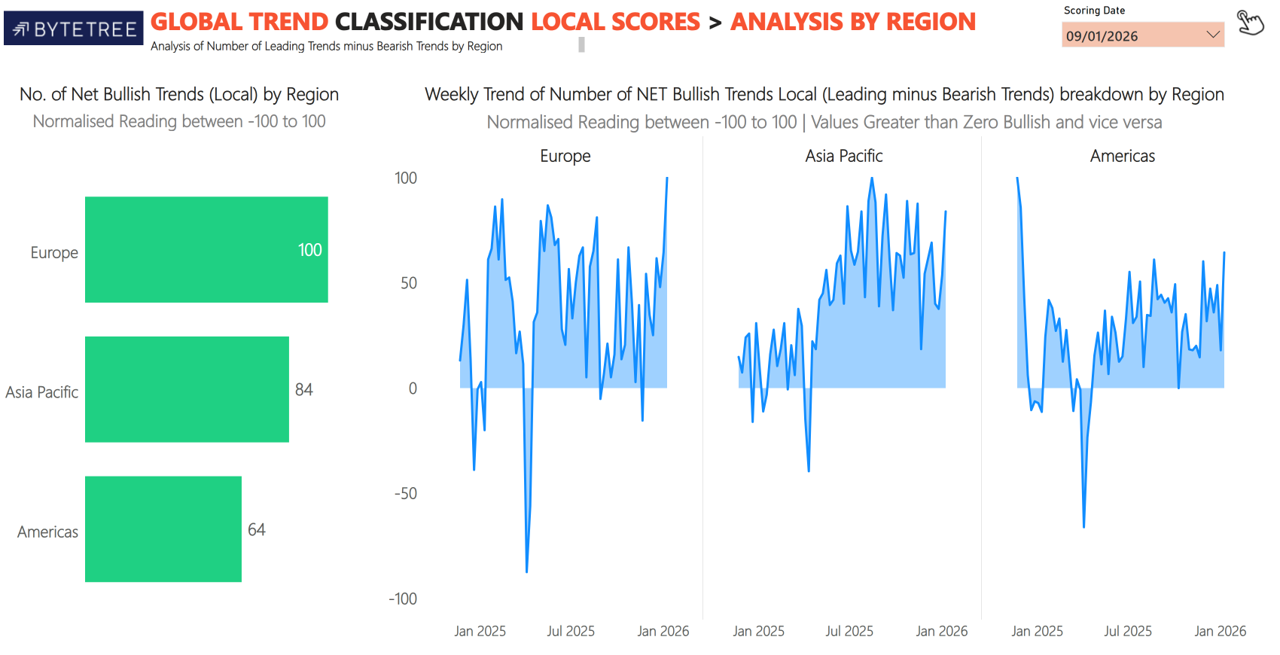 BYTETREE
GLOBAL TREND CLASSIFICATION LOCAL SCORES > ANALYSIS BY REGION
Analysis of Number of Leading Trends minus Bearish Trends by Region
Scoring Date
09/01/2026
No. of Net Bullish Trends (Local) by Region
Normalised Reading between -100 to 100
Europe
100
Asia Pacific
84
Americas
64
Weekly Trend of Number of NET Bullish Trends Local (Leading minus Bearish Trends) breakdown by Region
Normalised Reading between -100 to 100 | Values Greater than Zero Bullish and vice versa
Europe
Asia Pacific
Americas
100
50
0
-50
-100
Jan 2025
Jul 2025
Jan 2026
Jan 2025
Jul 2025
Jan 2026
Jan 2025
Jul 2025
Jan 2026